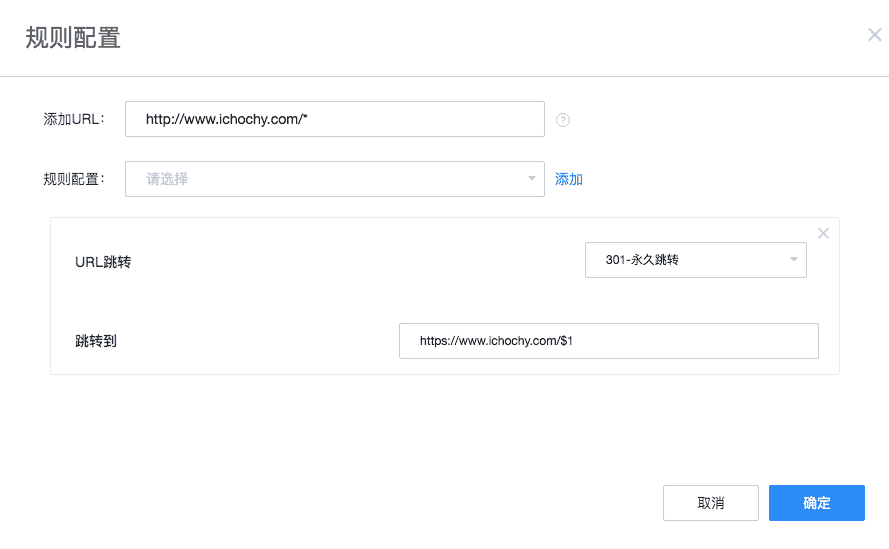 规则配置
添加URL: http://www.ichochy.com/* ?
规则配置: 请选择 添加
URL跳转 301-永久跳转
跳转到 https://www.ichochy.com/$1
取消 确定